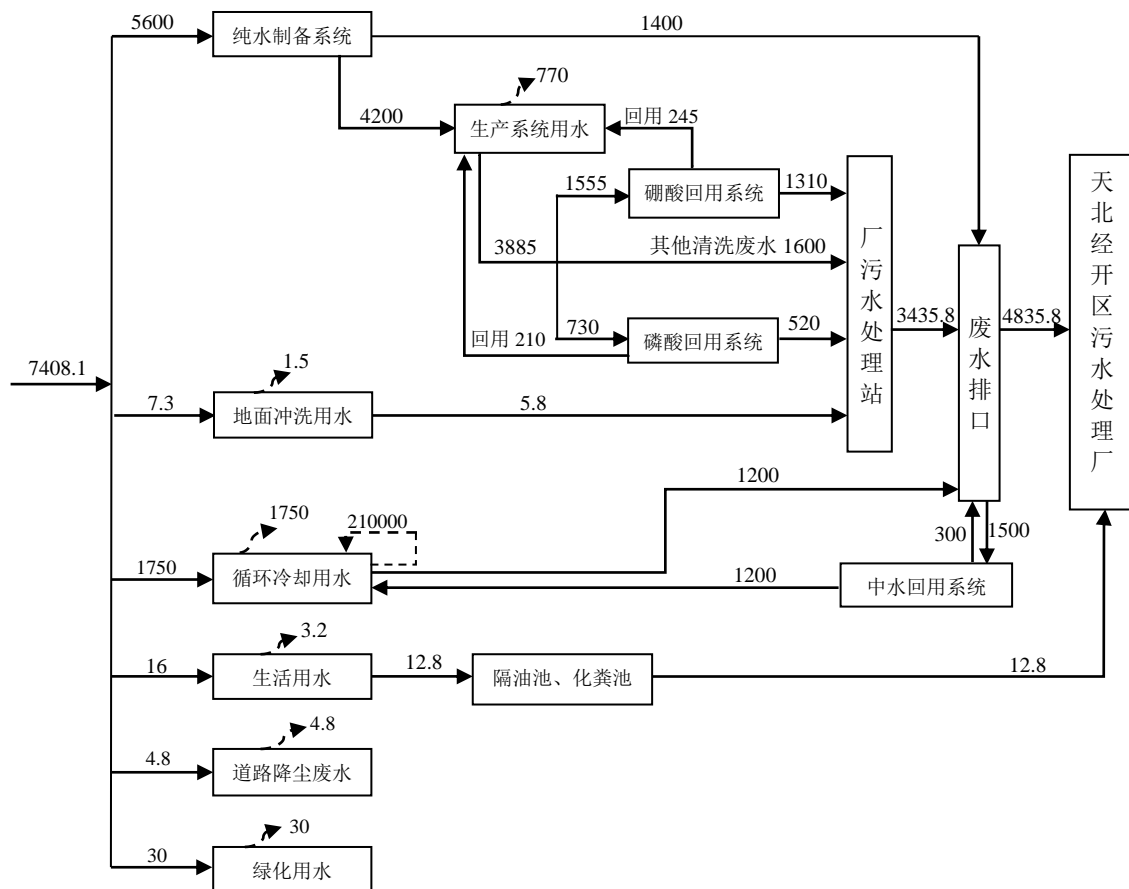 5600
纯水制备系统
1400
770
4200
生产系统用水
回用 245
1555
硼酸回用系统
1310
3885
其他清洗废水 1600
730
回用 210
磷酸回用系统
520
厂污水处理站
3435.8
废水排口
4835.8
天北经开区污水处理厂
7408.1
1.5
7.3
地面冲洗用水
5.8
1200
1750
210000
1750
循环冷却用水
1200
300
1500
中水回用系统
3.2
16
生活用水
12.8
隔油池、化粪池
12.8
4.8
4.8
道路降尘废水
30
30
绿化用水